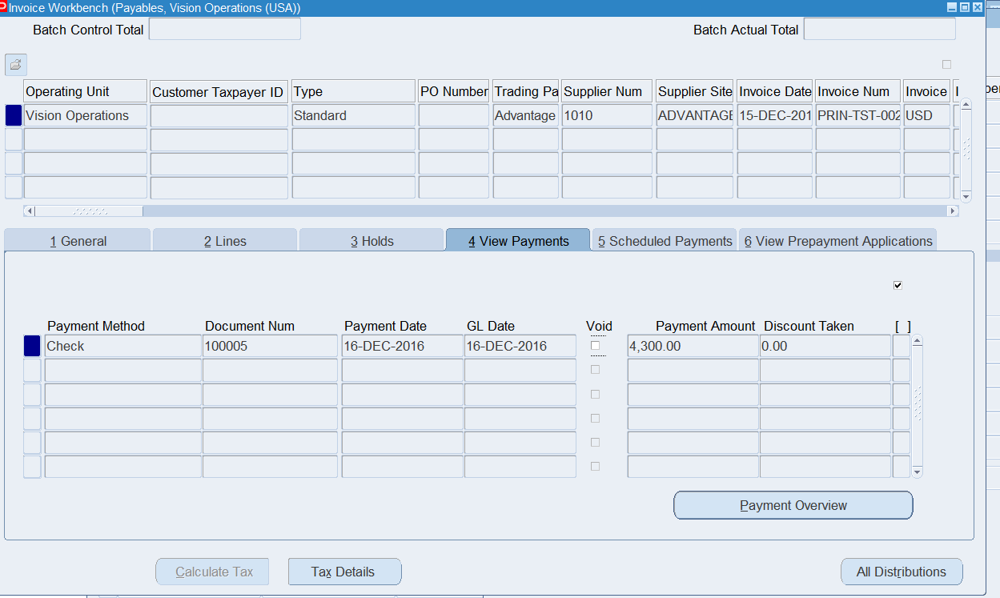 Invoice Workbench (Payables, Vision Operations (USA))
Batch Control Total
Batch Actual Total
Operating Unit Customer Taxpayer ID Type PO Number Trading Pa Supplier Num Supplier Site Invoice Date Invoice Num Invoice
Vision Operations Standard Advantage 1010 ADVANTAGE 15-DEC-201 PRIN-TST-002 USD
1 General 2 Lines 3 Holds 4 View Payments 5 Scheduled Payments 6 View Prepayment Applications
Payment Method Document Num Payment Date GL Date Void Payment Amount Discount Taken [ ]
Check 100005 16-DEC-2016 16-DEC-2016 4,300.00 0.00
Payment Overview
Calculate Tax Tax Details All Distributions